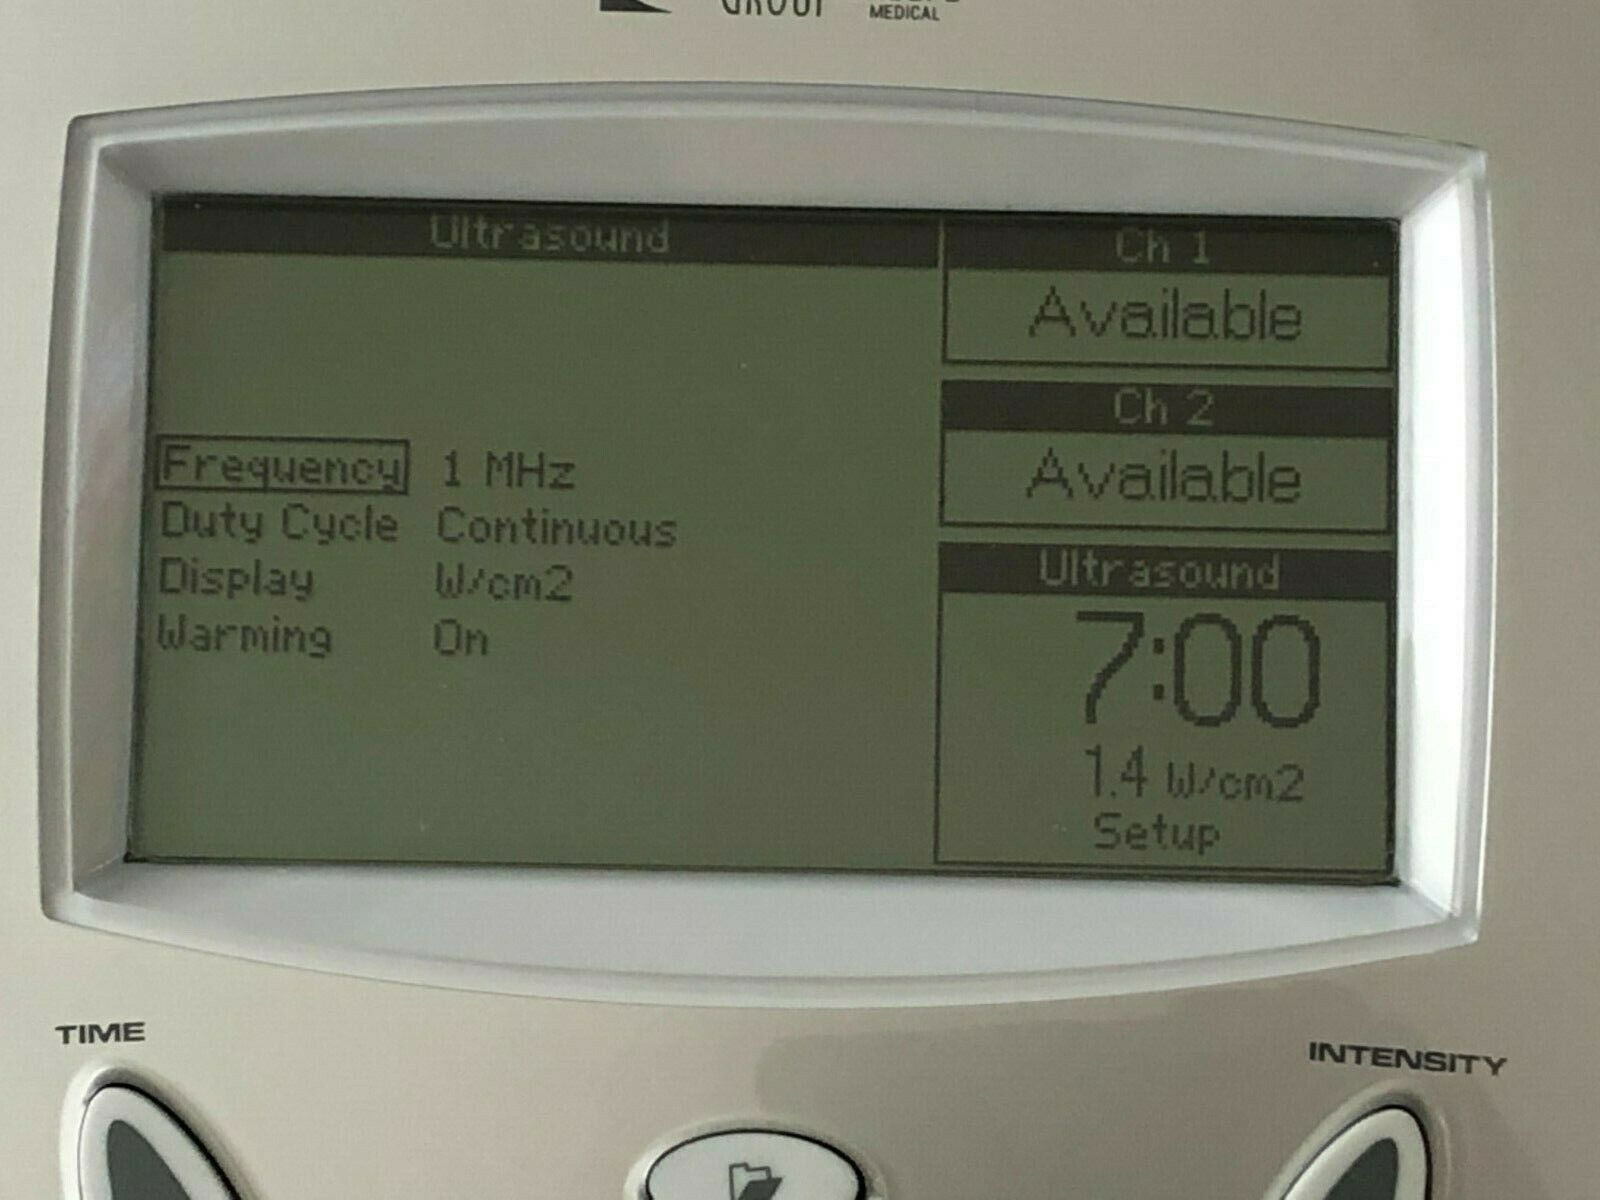 GROUP
MEDICAL
Ultrasound
Frequency 1 MHz
Duty Cycle Continuous
Display W/cm2
Warming On
Ch 1
Available
Ch 2
Available
Ultrasound
7:00
1.4 W/cm2
Setup
TIME
INTENSITY